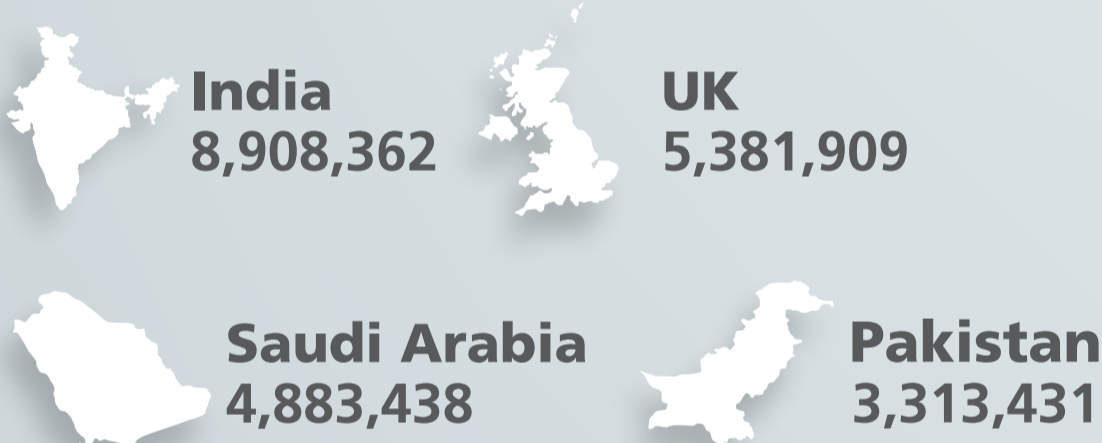 India
8,908,362
UK
5,381,909
Saudi Arabia
4,883,438
Pakistan
3,313,431